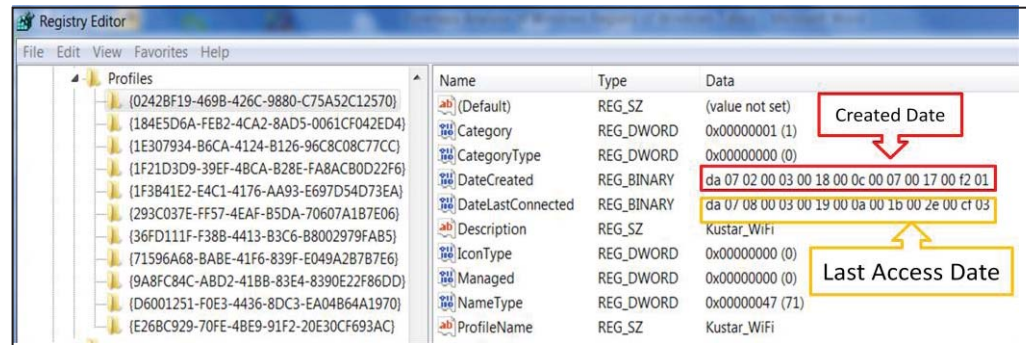 Registry Editor
File Edit View Favorites Help
Profiles
{0242BF19-469B-426C-9880-C75A52C12570}
{184E5D6A-FEB2-4CA2-8AD5-0061CF042ED4}
{1E307934-B6CA-4124-B126-96C8C08C77CC}
{1F21D3D9-39EF-4BCA-B28E-FA8ACB0D22F6}
{1F3B41E2-E4C1-4176-AA93-E697D54D73EA}
{293C037E-FF57-4EAF-B5DA-70607A1B7E06}
{36FD111F-F38B-4413-B3C6-B8002979FAB5}
{71596A68-BABE-41F6-839F-E049A2B7B7E6}
{9A8FC84C-ABD2-41BB-83E4-8390E22F86DD}
{D6001251-F0E3-4436-8DC3-EA04B64A1970}
{E26BC929-70FE-4BE9-91F2-20E30CF693AC}
Name Type Data
(Default) REG_SZ (value not set)
Category REG_DWORD 0x00000001 (1)
CategoryType REG_DWORD 0x00000000 (0)
DateCreated REG_BINARY da 07 02 00 03 00 18 00 0c 00 07 00 17 00 f2 01
DateLastConnected REG_BINARY da 07 08 00 03 00 19 00 0a 00 1b 00 2e 00 cf 03
Description REG_SZ Kustar_WiFi
IconType REG_DWORD 0x00000000 (0)
Managed REG_DWORD 0x00000000 (0)
NameType REG_DWORD 0x00000047 (71)
ProfileName REG_SZ Kustar_WiFi
Created Date
Last Access Date